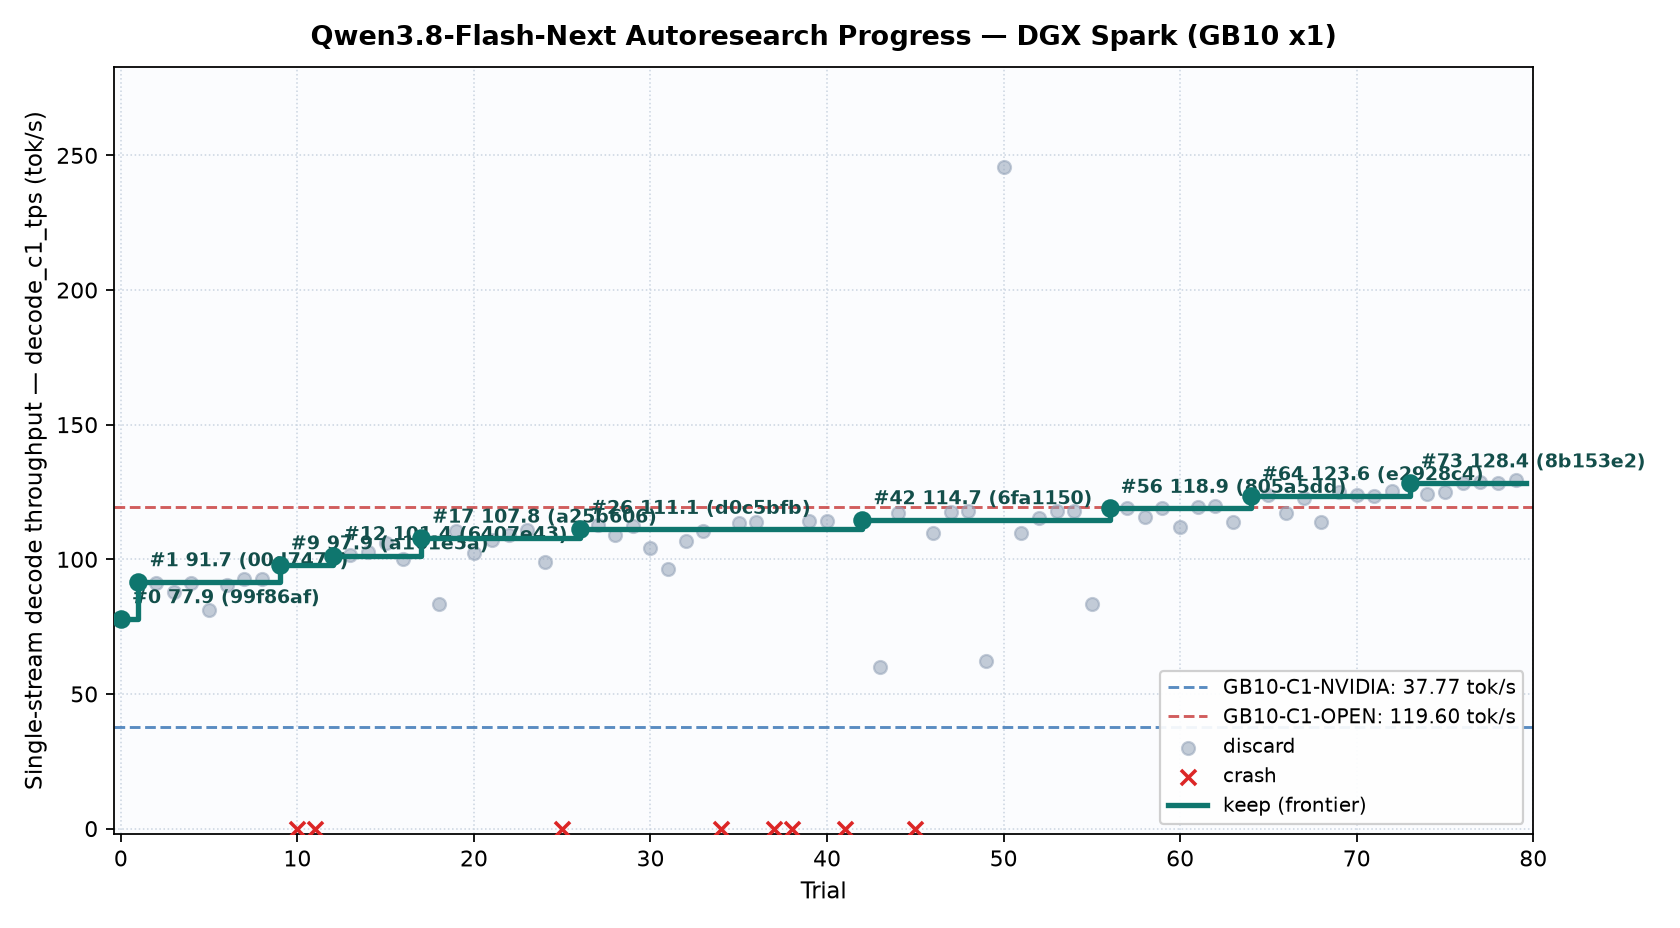 Qwen3.8-Flash-Next Autoresearch Progress — DGX Spark (GB10 x1)
Single-stream decode throughput — decode_c1_tps (tok/s)
250
200
150
100
50
0
#0 77.9 (99f86af)
#1 91.7
#9 97.9
#12
#17 107.8 (a25b606)
#26 111.1 (d0c5bfb)
#42 114.7 (6fa1150)
#56 118.9 (805a5dd)
#64 123.6 (e2928c4)
#73 128.4 (8b153e2)
GB10-C1-NVIDIA: 37.77 tok/s
GB10-C1-OPEN: 119.60 tok/s
discard
crash
keep (frontier)
0 10 20 30 40 50 60 70 80
Trial